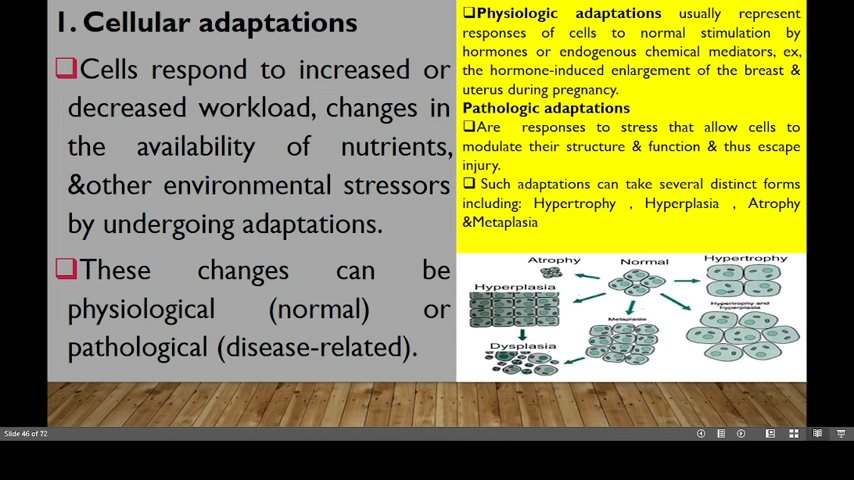 1. Cellular adaptations
❑Cells respond to increased or
decreased workload, changes in
the availability of nutrients,
&other environmental stressors
by undergoing adaptations.
❑These changes can be
physiological (normal) or
pathological (disease-related).
❑Physiologic adaptations usually represent
responses of cells to normal stimulation by
hormones or endogenous chemical mediators, ex,
the hormone-induced enlargement of the breast &
uterus during pregnancy.
Pathologic adaptations
❑Are responses to stress that allow cells to
modulate their structure & function & thus escape
injury.
❑ Such adaptations can take several distinct forms
including: Hypertrophy , Hyperplasia , Atrophy
&Metaplasia
Atrophy
Normal
Hypertrophy
Hyperplasia
Hypertrophy and
hyperplasia
Metaplasia
Dysplasia
Slide 46 of 72